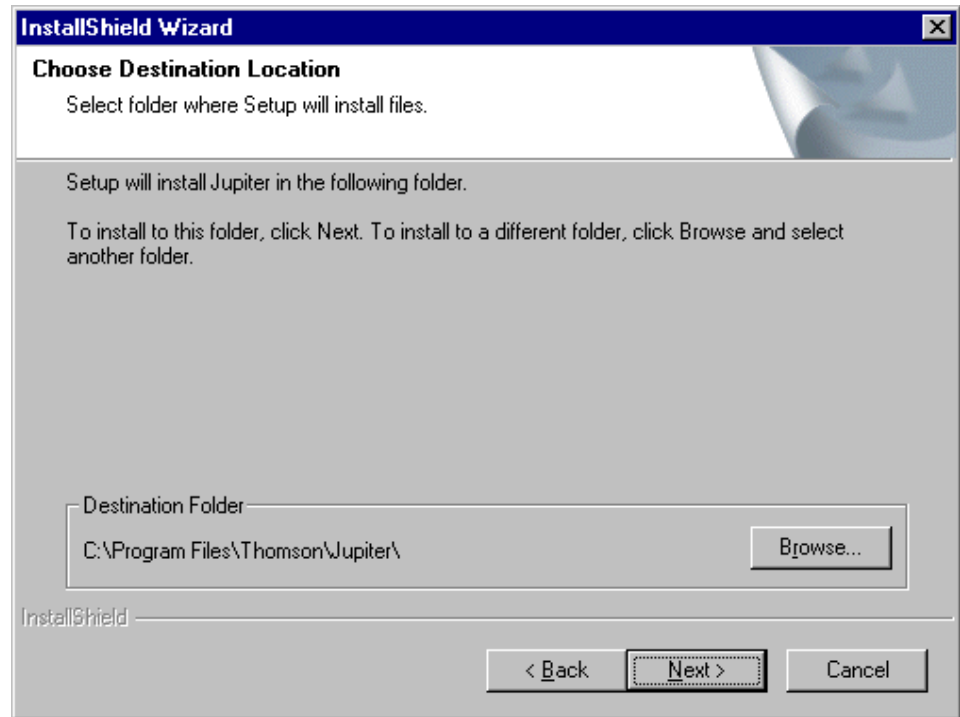 InstallShield Wizard
Choose Destination Location
Select folder where Setup will install files.
Setup will install Jupiter in the following folder.
To install to this folder, click Next. To install to a different folder, click Browse and select
another folder.
Destination Folder
C:\Program Files\Thomson\Jupiter\
Browse...
InstallShield
< Back
Next >
Cancel